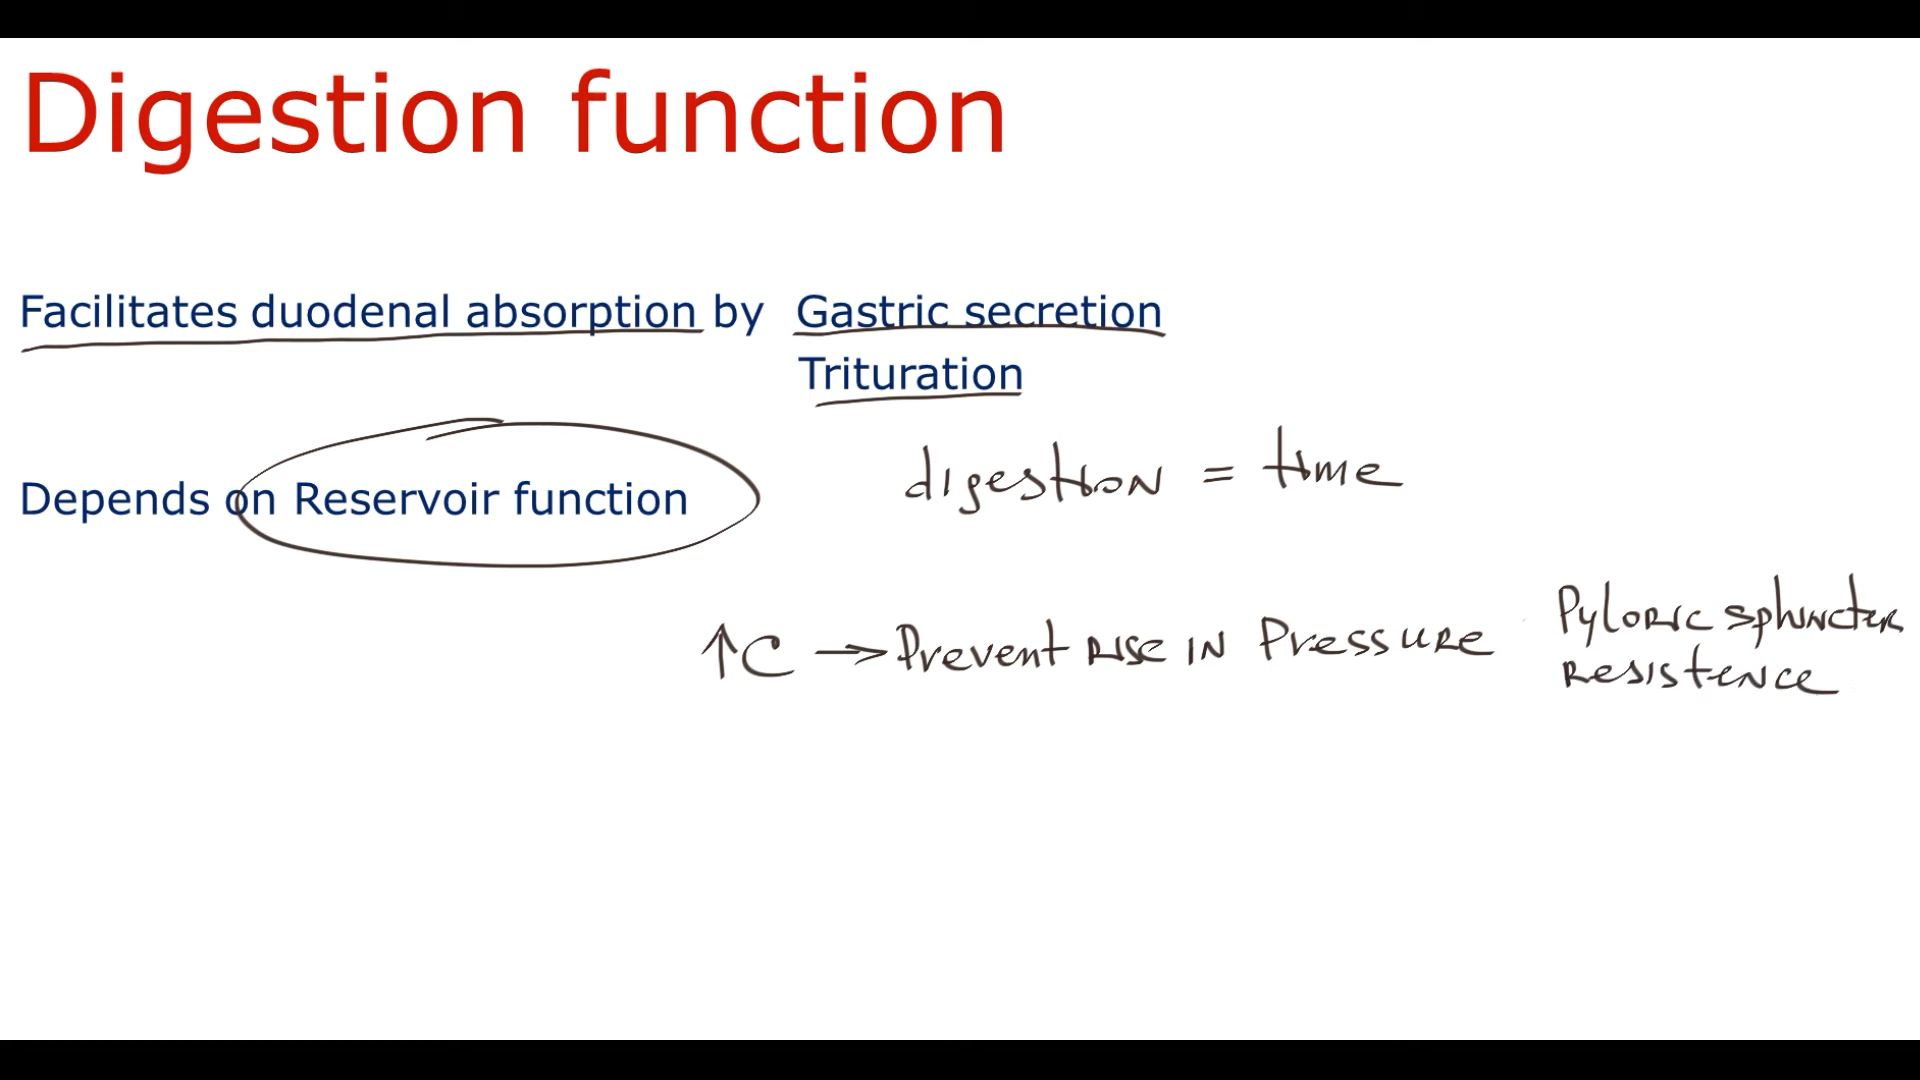 Digestion function
Facilitates duodenal absorption by Gastric secretion
Trituration
digestion = time
Depends on Reservoir function
↑C → Prevent rise in Pressure
Pyloric sphincter
resistence